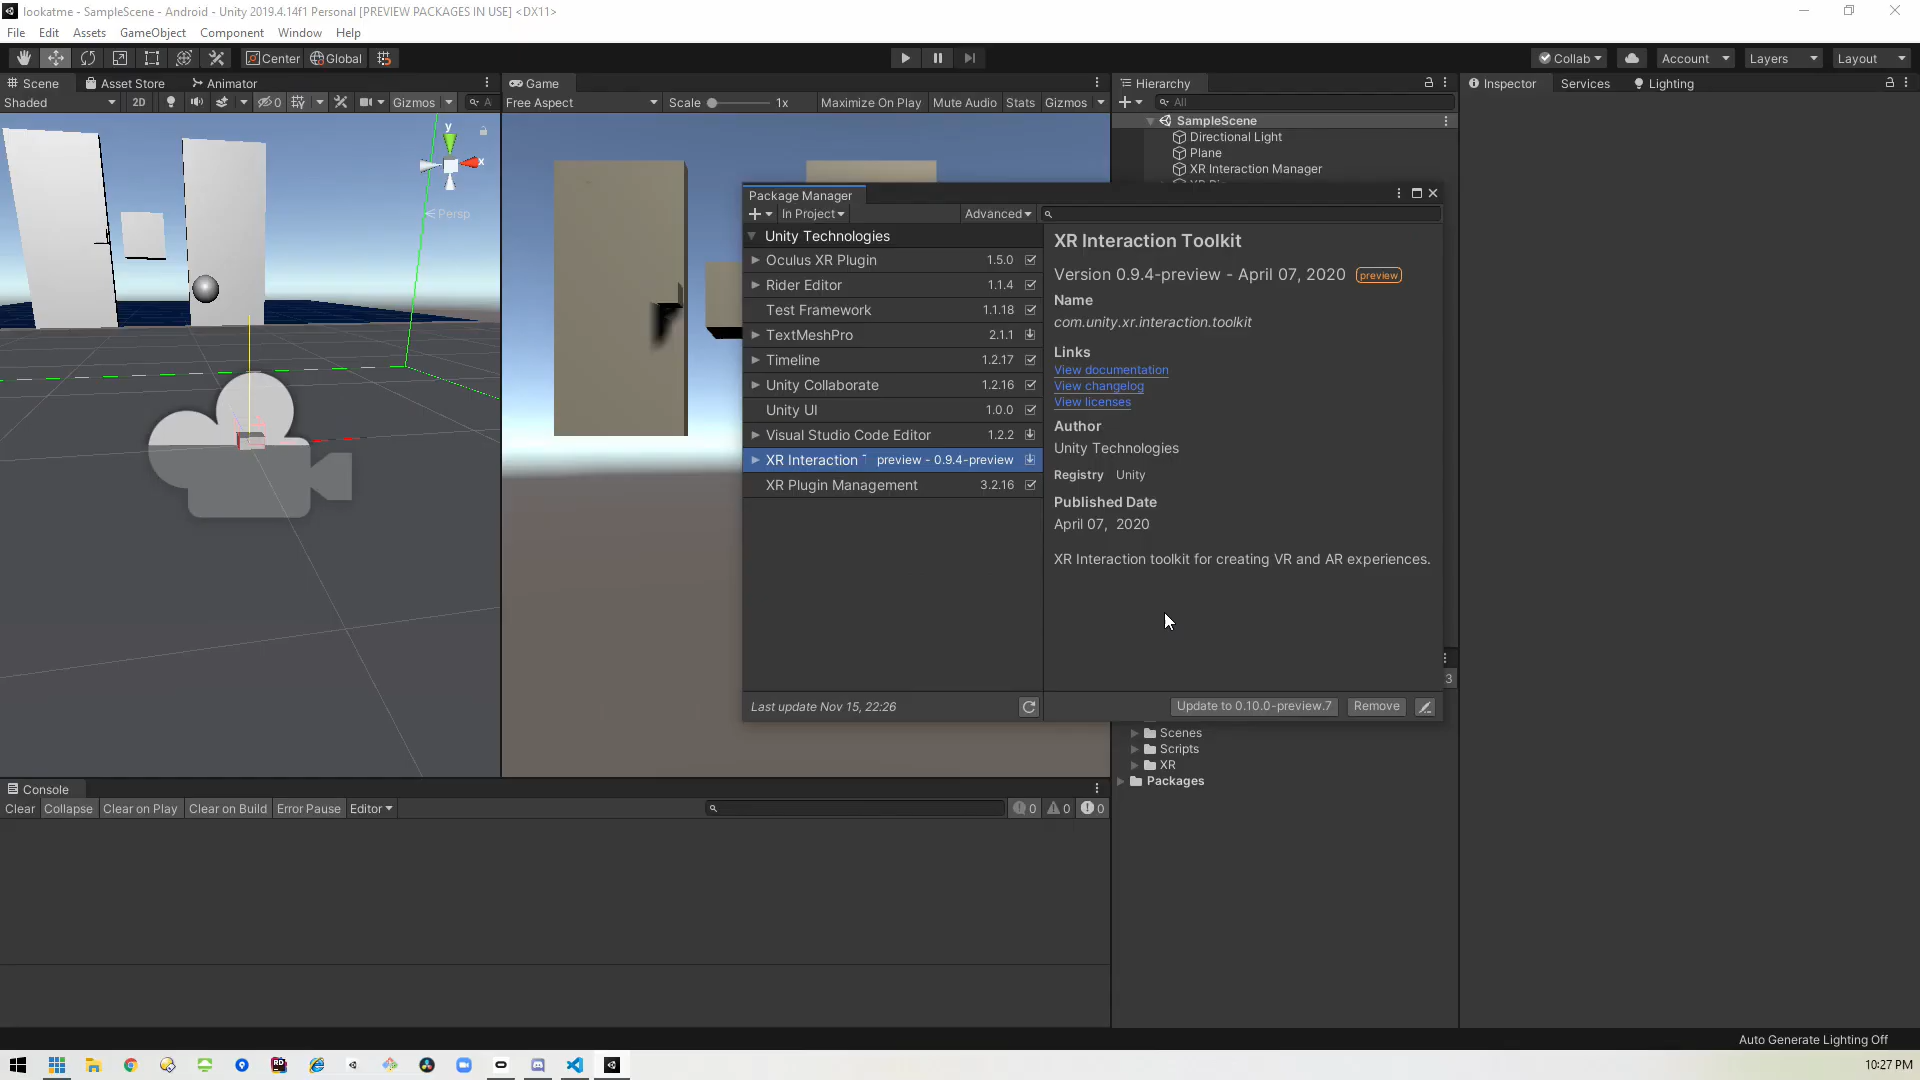 lookatme - SampleScene - Android - Unity 2019.4.14f1 Personal [PREVIEW PACKAGES IN USE] <DX11>
File Edit Assets GameObject Component Window Help
Center Global Collab Account Layers Layout
Scene Asset Store Animator
Shaded 2D 0 Gizmos A
Game
Free Aspect Scale 1x Maximize On Play Mute Audio Stats Gizmos
Hierarchy
All
SampleScene
Directional Light
Plane
XR Interaction Manager
Inspector Services Lighting
y
x
Persp
Package Manager
In Project Advanced
Unity Technologies
Oculus XR Plugin 1.5.0
Rider Editor 1.1.4
Test Framework 1.1.18
TextMeshPro 2.1.1
Timeline 1.2.17
Unity Collaborate 1.2.16
Unity UI 1.0.0
Visual Studio Code Editor 1.2.2
XR Interaction preview - 0.9.4-preview
XR Plugin Management 3.2.16
Last update Nov 15, 22:26
XR Interaction Toolkit
Version 0.9.4-preview - April 07, 2020 preview
Name
com.unity.xr.interaction.toolkit
Links
View documentation
View changelog
View licenses
Author
Unity Technologies
Registry Unity
Published Date
April 07, 2020
XR Interaction toolkit for creating VR and AR experiences.
Update to 0.10.0-preview.7 Remove
3
Scenes
Scripts
XR
Packages
Console
Clear Collapse Clear on Play Clear on Build Error Pause Editor 0 0 0
Auto Generate Lighting Off
10:27 PM